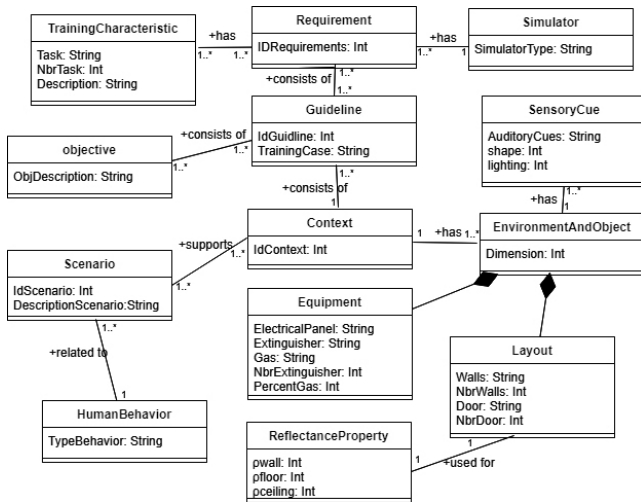 TrainingCharacteristic
Task: String
NbrTask: Int
Description: String
+has
1..*
1..*
Requirement
IDRequirements: Int
+has
1..*
1
Simulator
SimulatorType: String
+consists of
1..*
1..*
Guideline
IdGuidline: Int
TrainingCase: String
objective
ObjDescription: String
+consists of
1..*
1..*
SensoryCue
AuditoryCues: String
shape: Int
lighting: Int
1..*
+has
1
1..*
+consists of
1
Context
IdContext: Int
1
+has
1..*
EnvironmentAndObject
Dimension: Int
+supports
1..*
1..*
Scenario
IdScenario: Int
DescriptionScenario:String
1..*
+related to
1
HumanBehavior
TypeBehavior: String
Equipment
ElectricalPanel: String
Extinguisher: String
Gas: String
NbrExtinguisher: Int
PercentGas: Int
Layout
Walls: String
NbrWalls: Int
Door: String
NbrDoor: Int
1
+used for
1
ReflectanceProperty
ρwall: Int
ρfloor: Int
ρceiling: Int